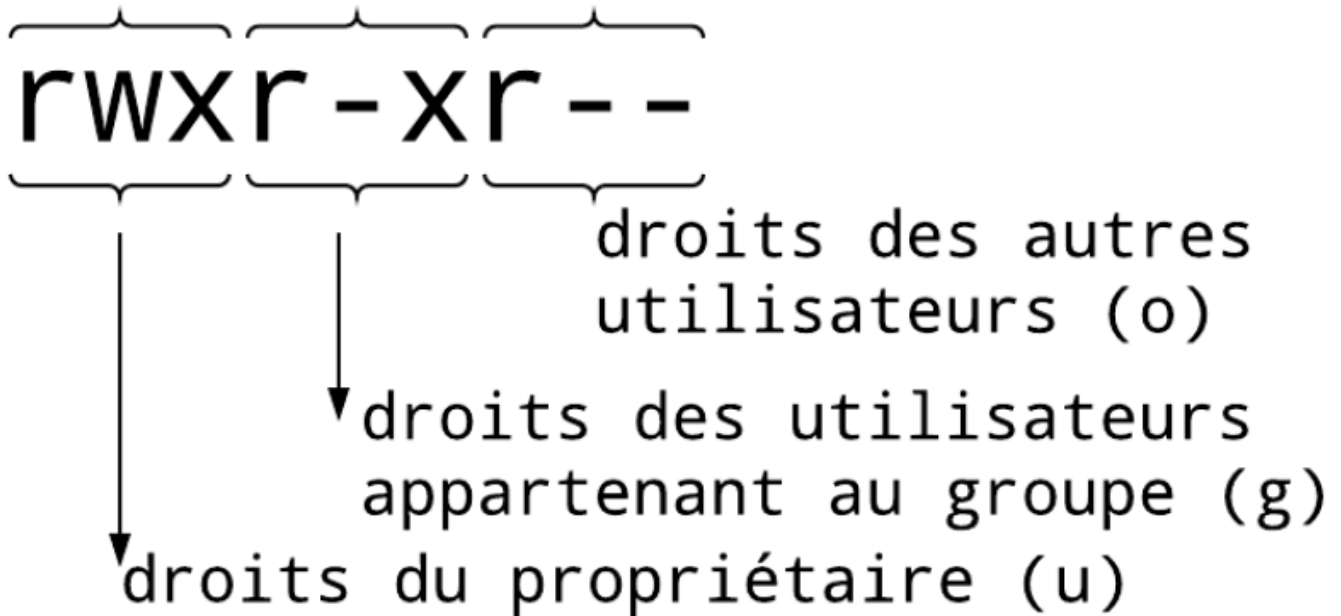 rwxr-xr--
droits des autres
utilisateurs (o)
droits des utilisateurs
appartenant au groupe (g)
droits du propriétaire (u)